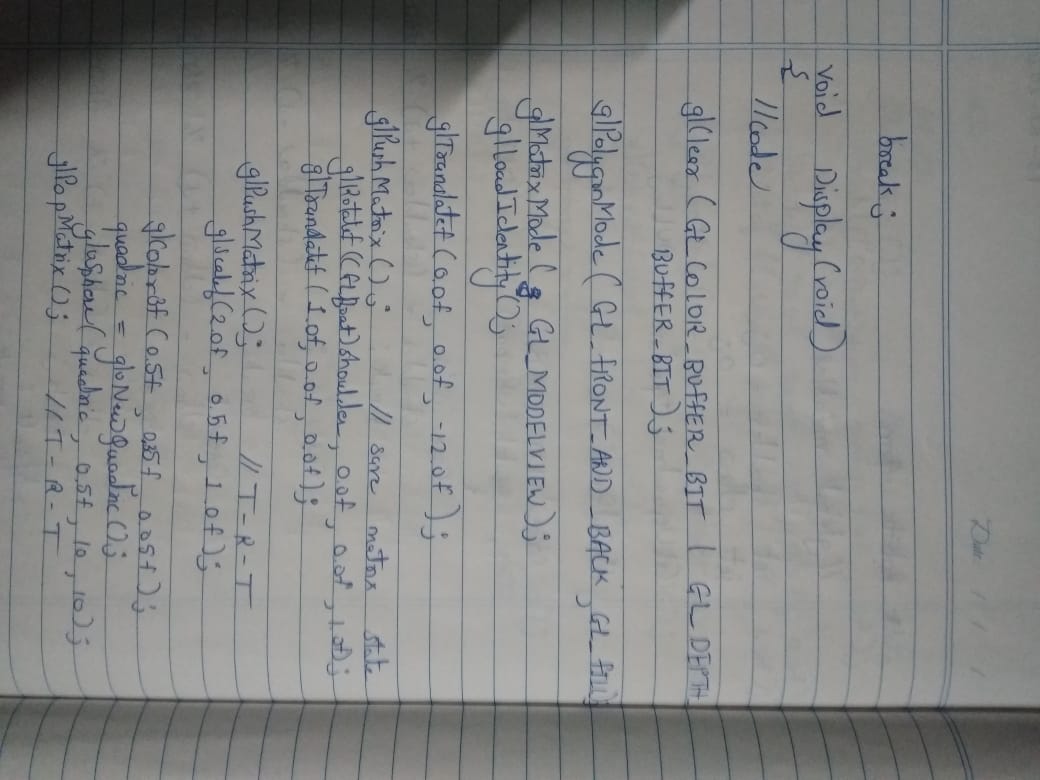 Date / / /
break;
void Display(void)
{
//code
glClear (GL_COLOR_BUFFER_BIT | GL_DEPTH_
BUFFER_BIT);
glPolygonMode (GL_FRONT_AND_BACK, GL_FILL);
glMatrixMode (GL_MODELVIEW);
glLoadIdentity();
glTranslatef (0.0f, 0.0f, -12.0f);
glPushMatrix(); // save matrix state
glRotatef((GLfloat)shoulder, 0.0f, 0.0f, 1.0f);
glTranslatef (1.0f, 0.0f, 0.0f);
glPushMatrix(); // T-R-T
glScalef(2.0f, 0.5f, 1.0f);
glColor3f (0.5f, 0.35f, 0.05f);
quadric = gluNewQuadric();
gluSphere(quadric, 0.5f, 10, 10);
glPopMatrix(); // T-R-T